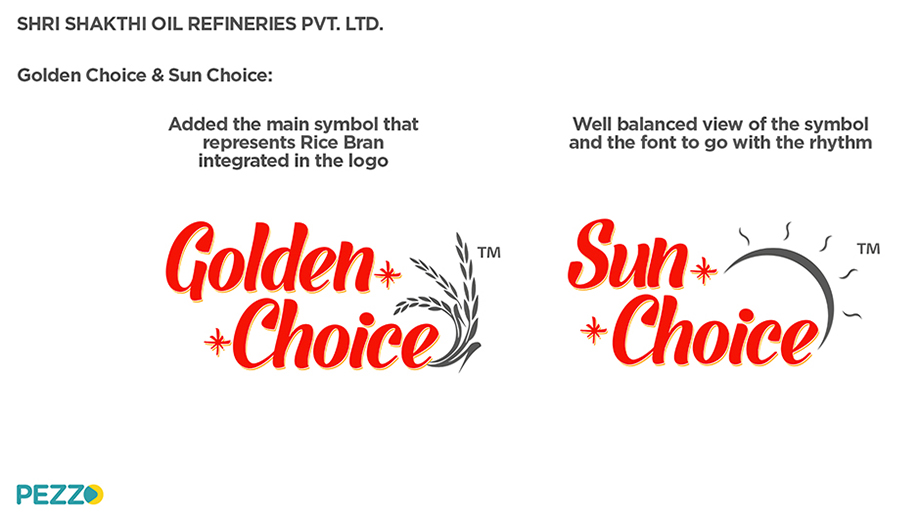 SHRI SHAKTHI OIL REFINERIES PVT. LTD.
Golden Choice & Sun Choice:
Added the main symbol that
represents Rice Bran
integrated in the logo
Well balanced view of the symbol
and the font to go with the rhythm
Golden
TM
Choice
Sun
TM
Choice
PEZZO